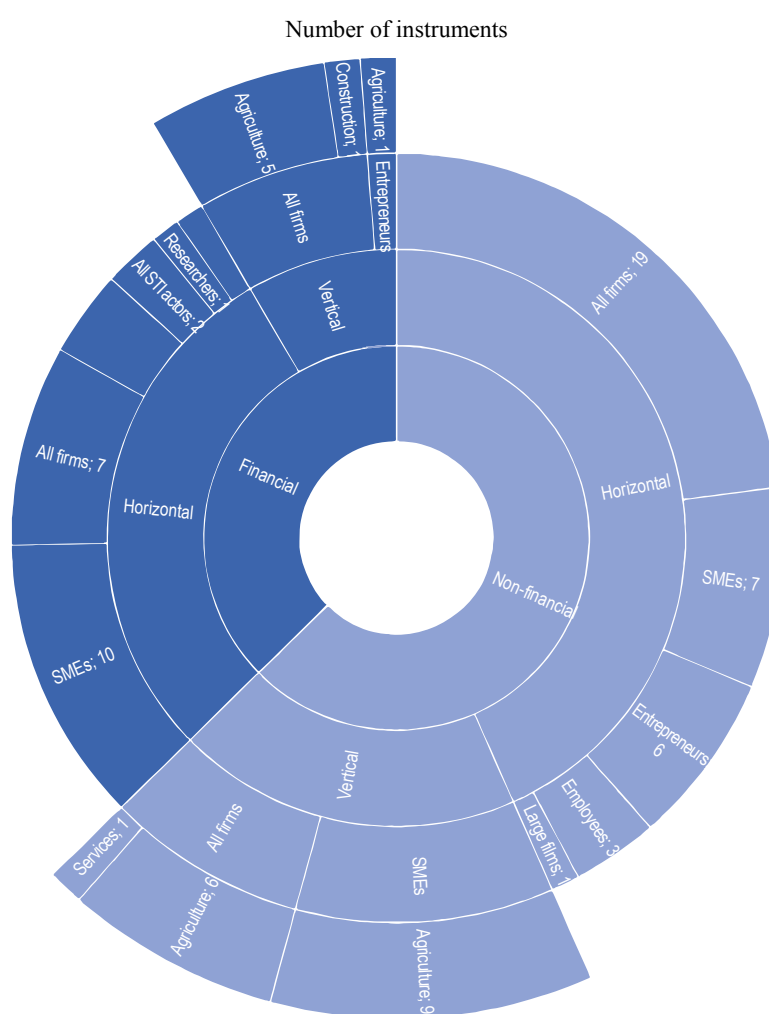 Number of instruments
Agriculture; 5
Construction; 1
Agriculture; 1
All firms
Entrepreneurs
Vertical
All firms; 19
Researchers; 1
All STI actors; 2
All firms; 7
SMEs; 10
Horizontal
Financial
Non-financial
Horizontal
SMEs; 7
Entrepreneurs
6
Employees; 3
Large films; 1
Vertical
All firms
SMEs
Services; 1
Agriculture; 6
Agriculture; 9